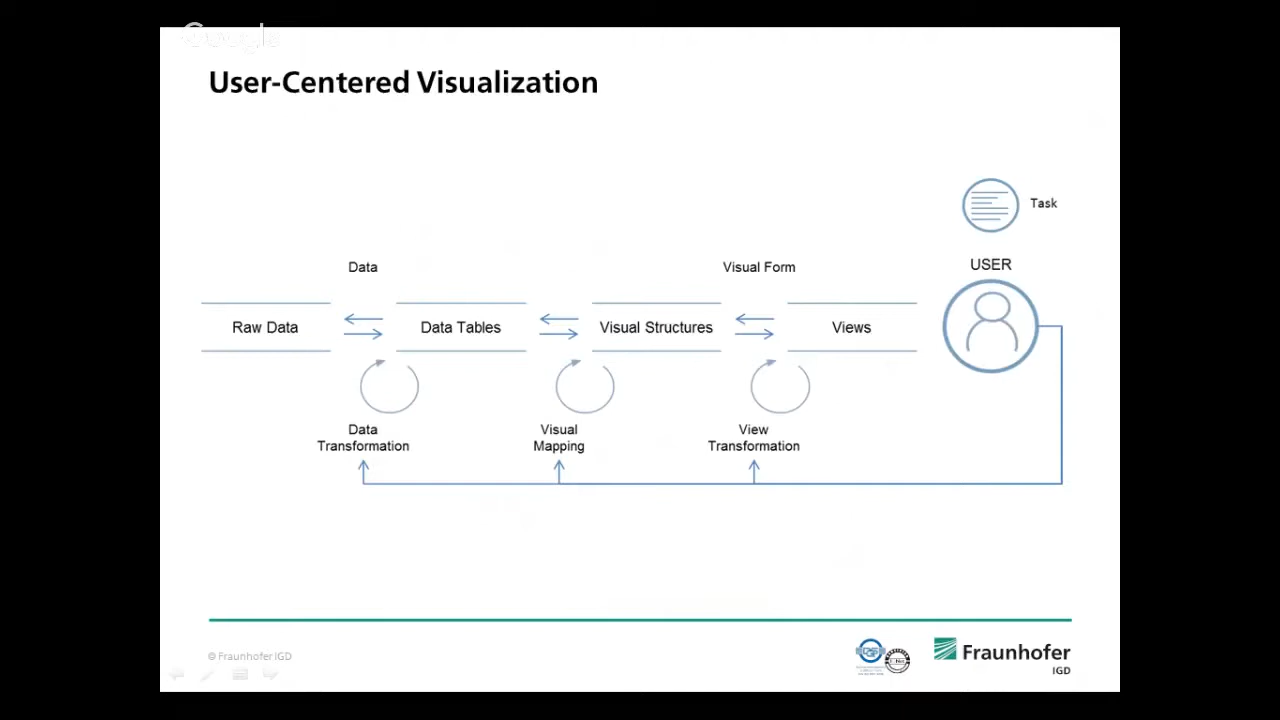 Google
User-Centered Visualization
Task
Data
Visual Form
USER
Raw Data
Data Tables
Visual Structures
Views
Data
Transformation
Visual
Mapping
View
Transformation
© Fraunhofer IGD
Fraunhofer
IGD